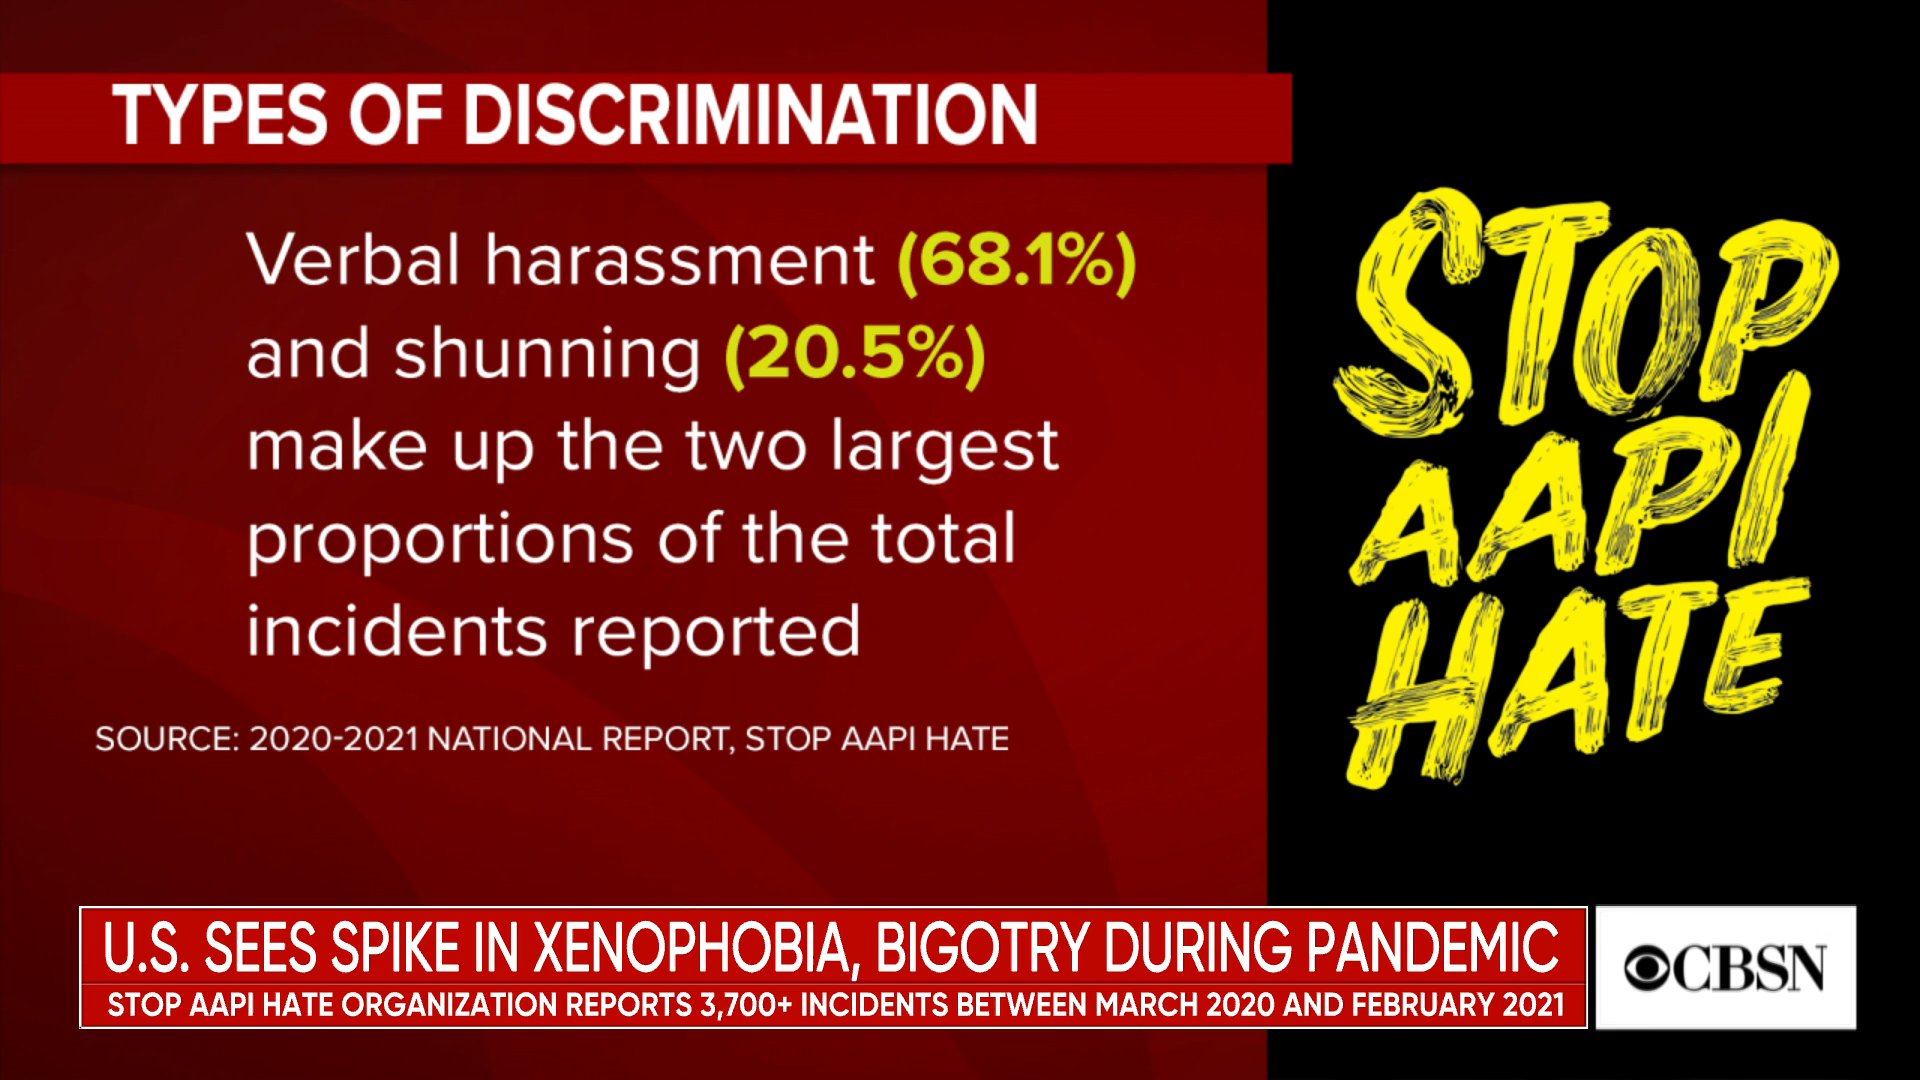 TYPES OF DISCRIMINATION
Verbal harassment (68.1%)
and shunning (20.5%)
make up the two largest
proportions of the total
incidents reported
SOURCE: 2020-2021 NATIONAL REPORT, STOP AAPI HATE
STOP
AAPI
HATE
U.S. SEES SPIKE IN XENOPHOBIA, BIGOTRY DURING PANDEMIC
STOP AAPI HATE ORGANIZATION REPORTS 3,700+ INCIDENTS BETWEEN MARCH 2020 AND FEBRUARY 2021
CBSN